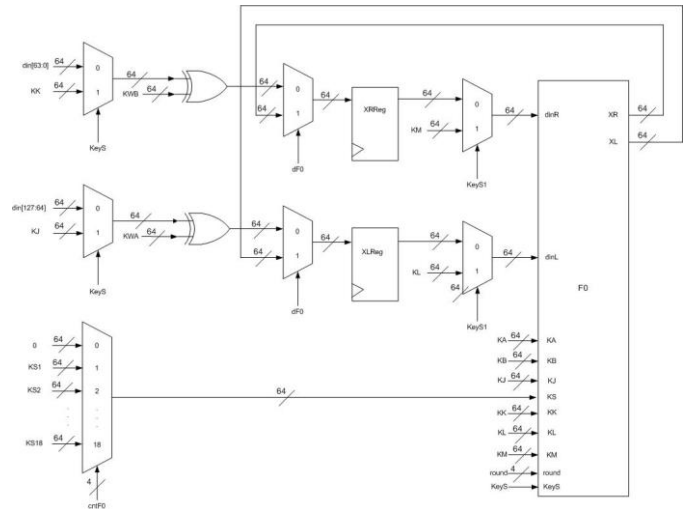 din[63:0] 64 0 64 64 0 64 64 0 64
KK 64 1 KWB 64 64 1 XRReg KM 64 1 dinR XR 64
KeyS dF0 KeyS1 XL 64
din[127:64] 64 0 64 64 0 64 64 0 64
KJ 64 1 KWA 64 64 1 XLReg KL 64 1 dinL
KeyS dF0 64 KeyS1 F0
0 64 0
KS1 64 1
KS2 64 2
. . .
. . .
KS18 64 18
64
4
cntF0
KA 64 KA
KB 64 KB
KJ 64 KJ
KS
KK 64 KK
KL 64 KL
KM 64 KM
round 4 round
KeyS KeyS